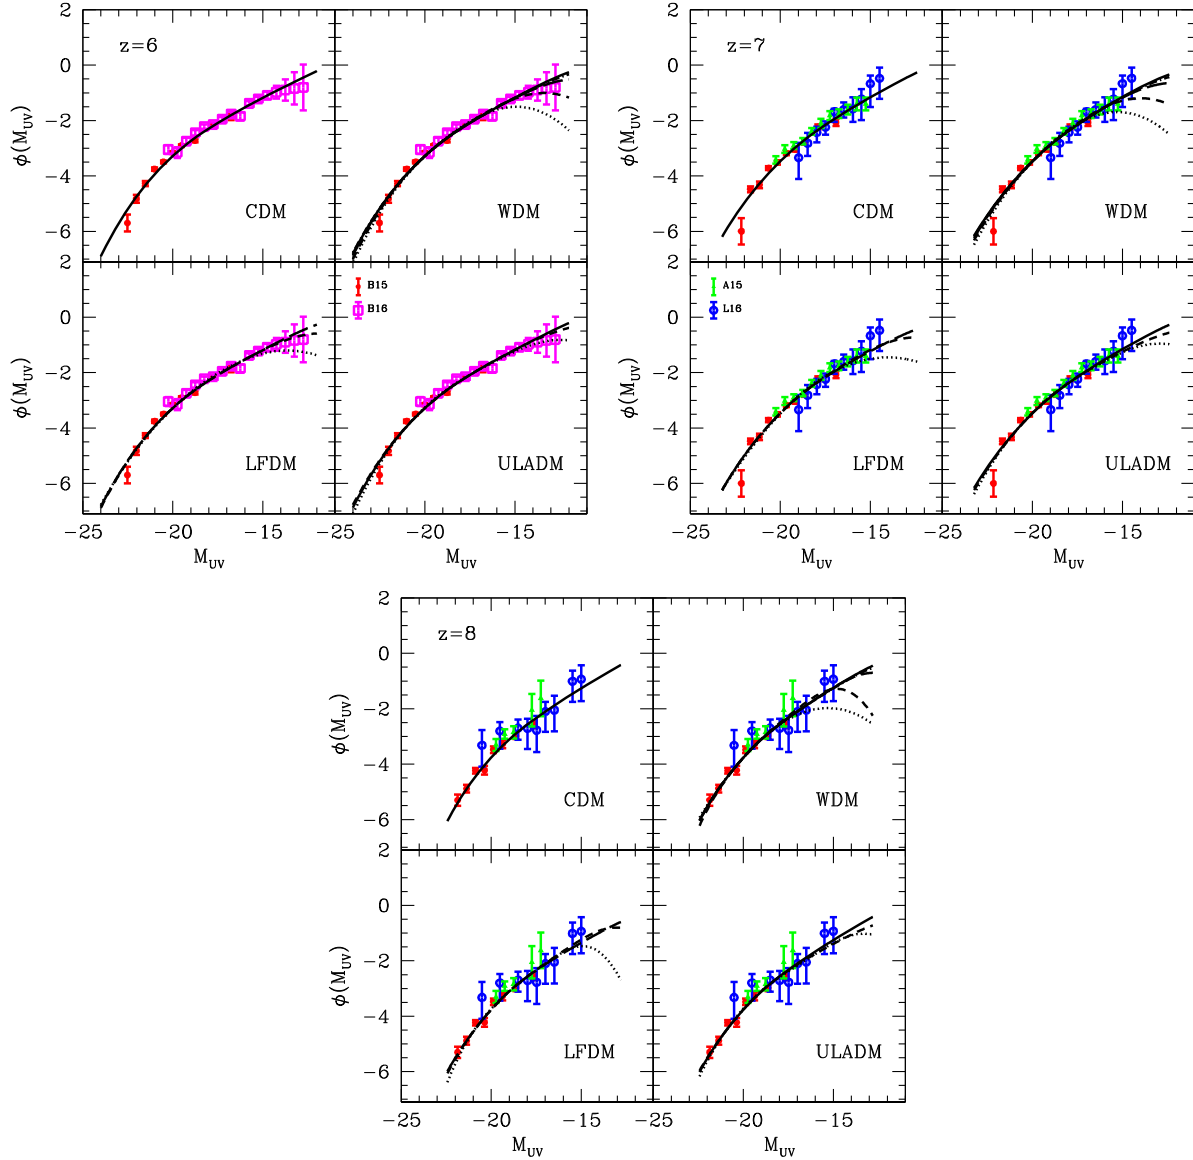 z=6
2
0
−2
−4
−6
ϕ(M_UV)
CDM
WDM
2
0
−2
−4
−6
ϕ(M_UV)
B15
B16
LFDM
ULADM
−25
−20
−15
−25
−20
−15
M_UV
M_UV
z=7
2
0
−2
−4
−6
ϕ(M_UV)
CDM
WDM
2
0
−2
−4
−6
ϕ(M_UV)
A15
L16
LFDM
ULADM
−25
−20
−15
−25
−20
−15
M_UV
M_UV
z=8
2
0
−2
−4
−6
ϕ(M_UV)
CDM
WDM
2
0
−2
−4
−6
ϕ(M_UV)
LFDM
ULADM
−25
−20
−15
−25
−20
−15
M_UV
M_UV